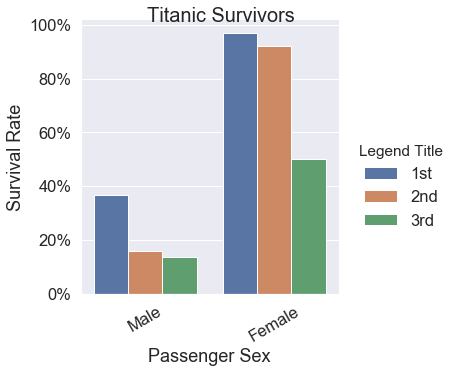 Titanic Survivors
100%
80%
60%
40%
20%
0%
Survival Rate
Male
Female
Passenger Sex
Legend Title
1st
2nd
3rd